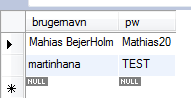 brugernavn pw
Mahias BejerHolm Mathias20
martinhana TEST
NULL NULL